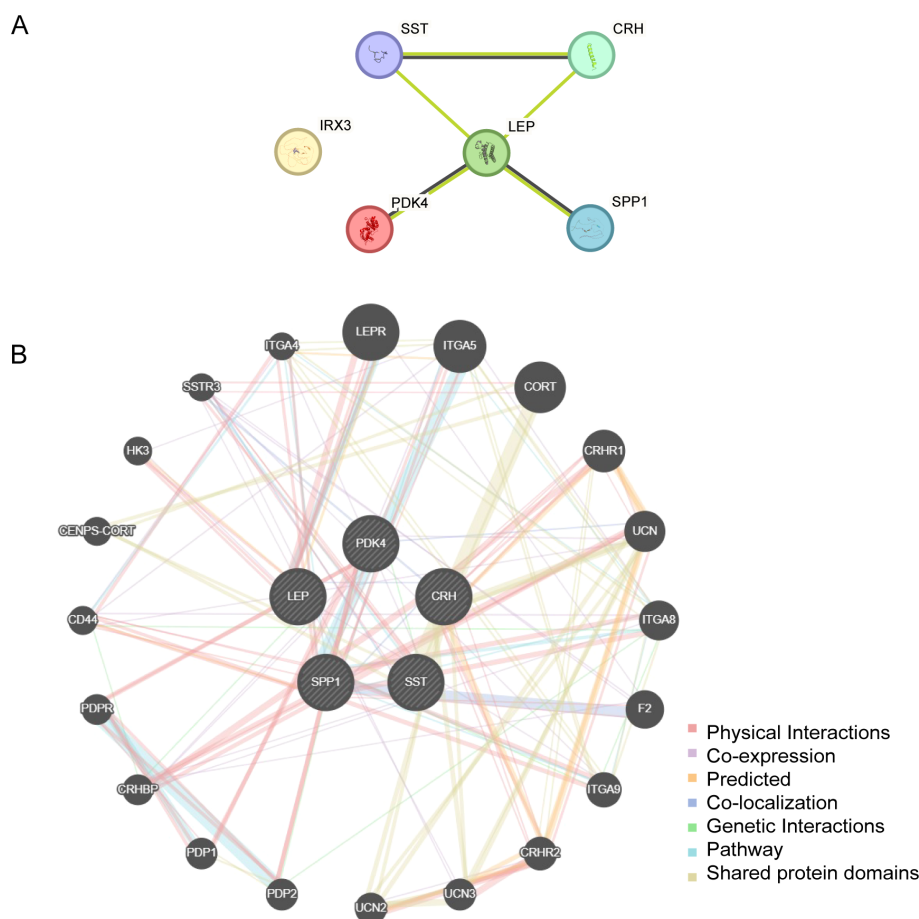 A
SST
CRH
IRX3
LEP
PDK4
SPP1
B
LEPR
ITGA4
ITGA5
SSTR3
CORT
HK3
CRHR1
CENPS-CORT
UCN
PDK4
LEP
CRH
CD44
ITGA8
SPP1
SST
PDPR
F2
CRHBP
ITGA9
PDP1
CRHR2
PDP2
UCN3
UCN2
Physical Interactions
Co-expression
Predicted
Co-localization
Genetic Interactions
Pathway
Shared protein domains